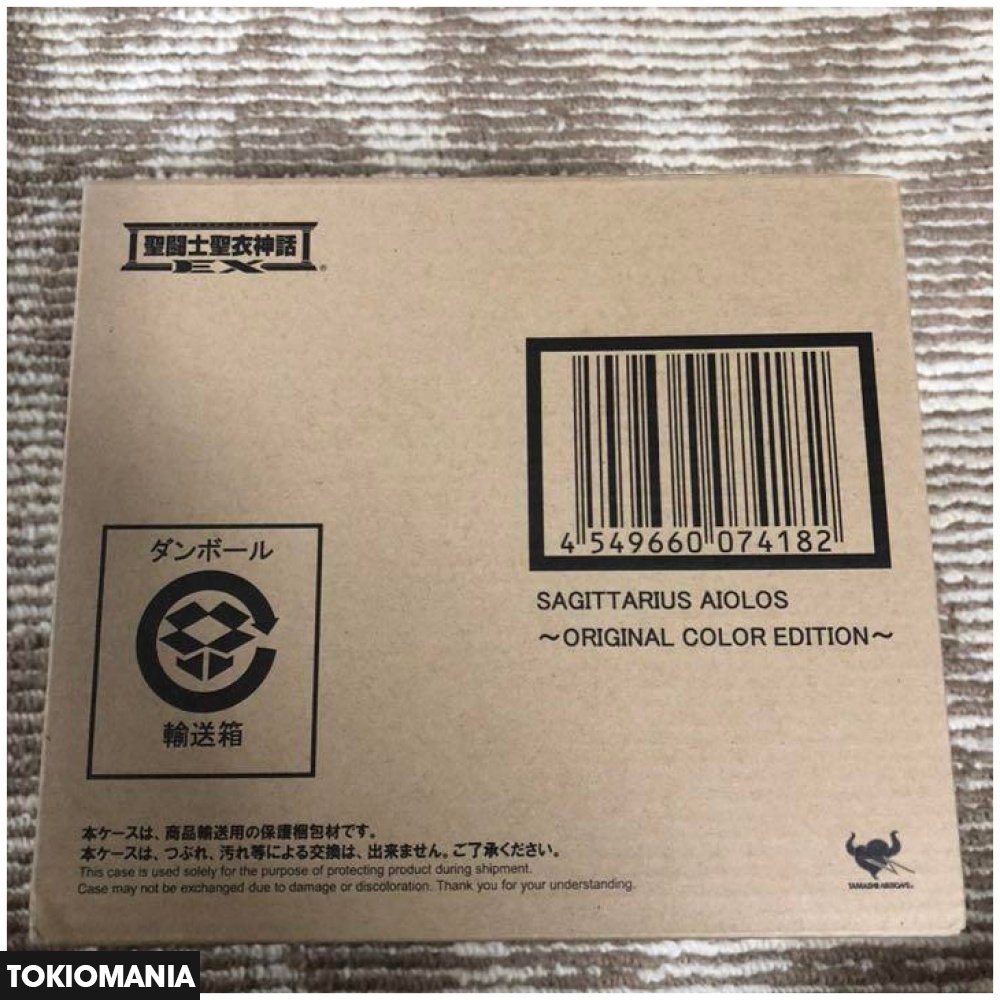 聖闘士聖衣神話
EX®
4 549660 074182
SAGITTARIUS AIOLOS
～ORIGINAL COLOR EDITION～
ダンボール
輸送箱
本ケースは、商品輸送用の保護梱包材です。
本ケースは、つぶれ、汚れ等による交換は、出来ません。ご了承ください。
This case is used solely for the purpose of protecting product during shipment.
Case may not be exchanged due to damage or discoloration. Thank you for your understanding.
TAMASHII NATIONS
TOKIOMANIA